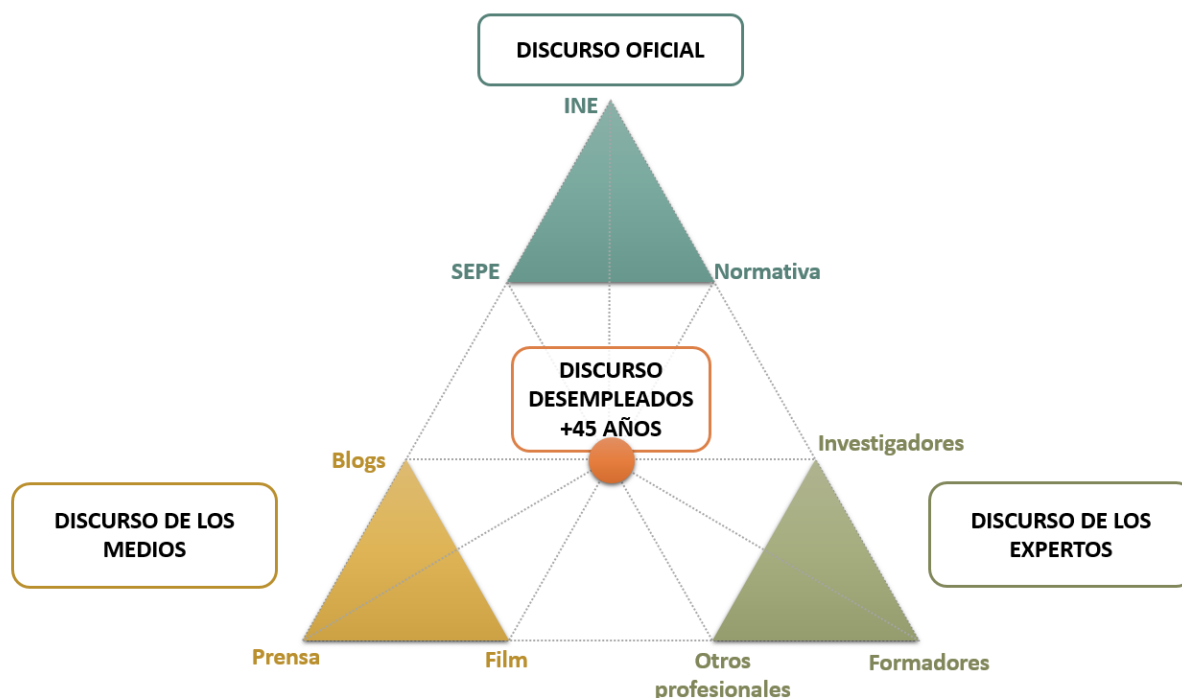 DISCURSO OFICIAL
INE
SEPE
Normativa
DISCURSO
DESEMPLEADOS
+45 AÑOS
Blogs
Investigadores
DISCURSO DE LOS
MEDIOS
DISCURSO DE LOS
EXPERTOS
Prensa
Film
Otros
profesionales
Formadores